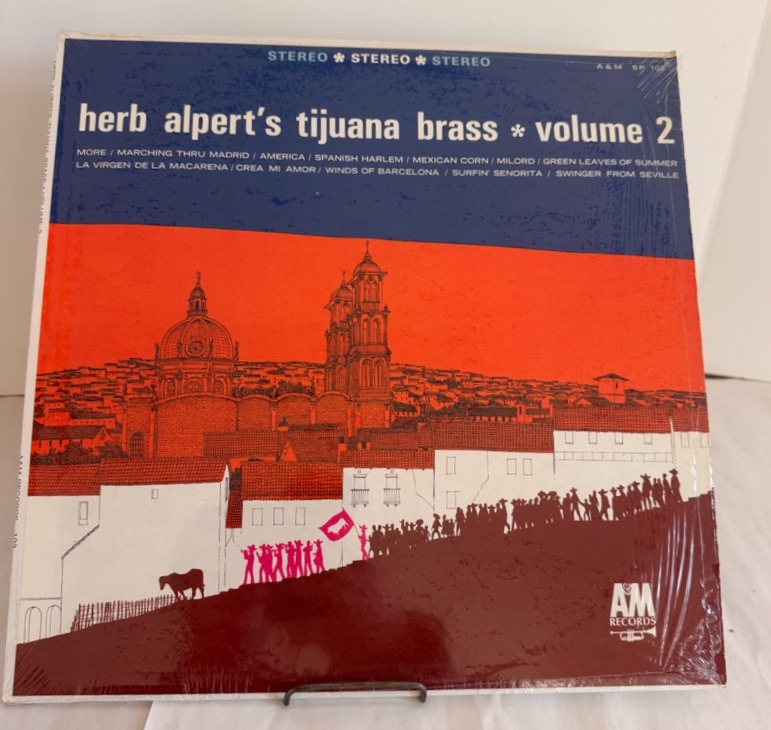 STEREO * STEREO * STEREO
A & M SP 103
herb alpert's tijuana brass * volume 2
MORE / MARCHING THRU MADRID / AMERICA / SPANISH HARLEM / MEXICAN CORN / MILORD / GREEN LEAVES OF SUMMER
LA VIRGEN DE LA MACARENA / CREA MI AMOR / WINDS OF BARCELONA / SURFIN' SENORITA / SWINGER FROM SEVILLE
A&M
RECORDS
A&M RECORDS 103